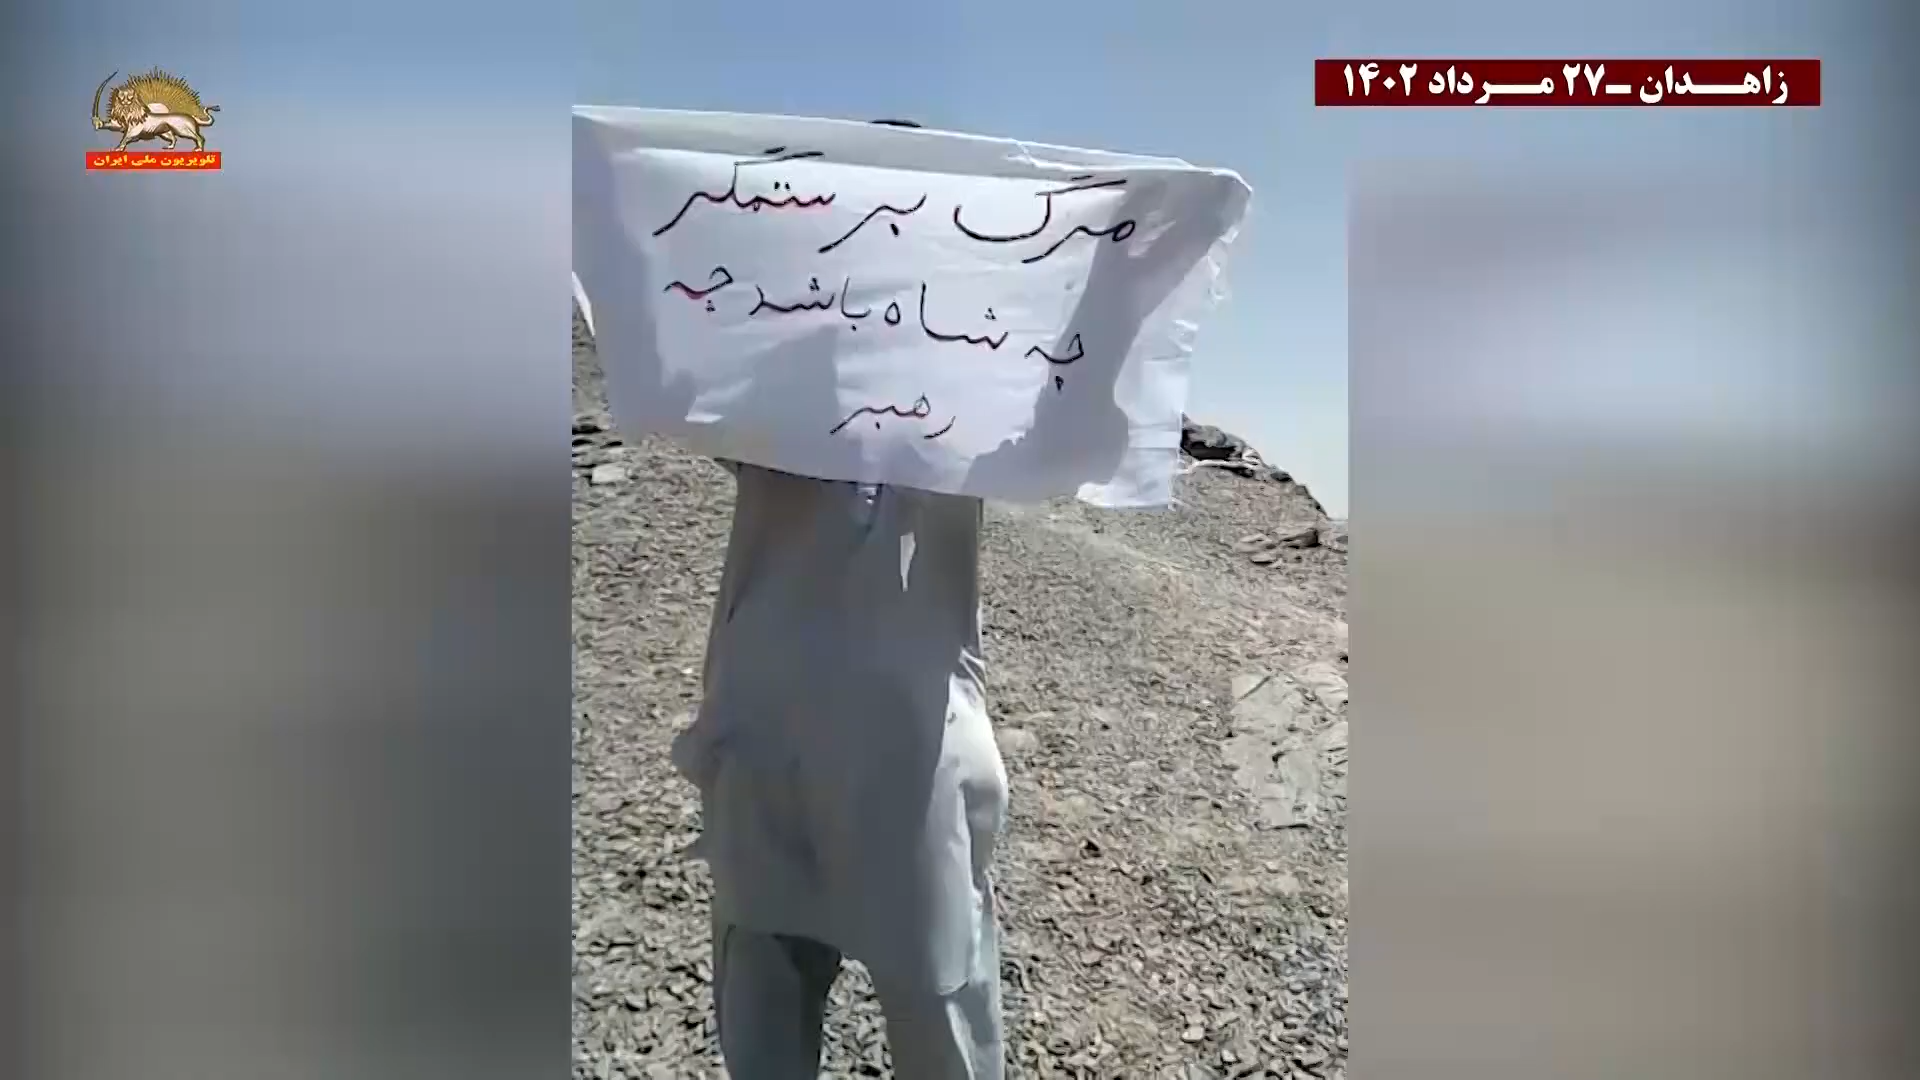 زاهدان - ۲۷ مرداد ۱۴۰۲
تلویزیون ملی ایران
مرگ بر ستمگر
چه شاه باشد چه
رهبر